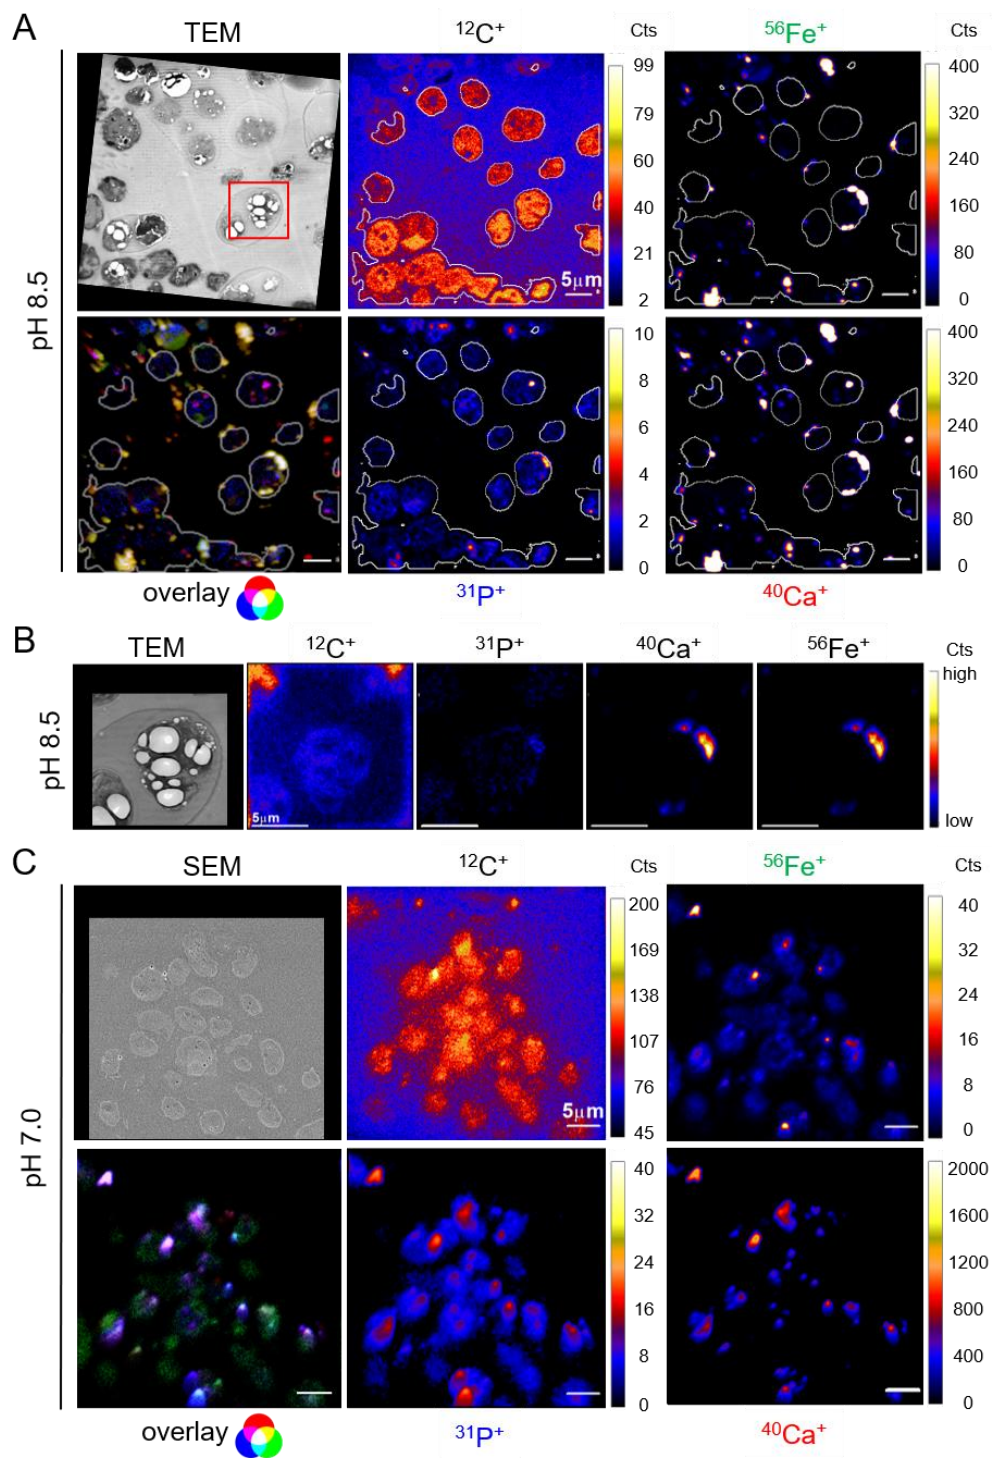 A
TEM
¹²C⁺
Cts
⁵⁶Fe⁺
Cts
pH 8.5
99
79
60
40
21
2
5µm
400
320
240
160
80
0
10
8
6
4
2
0
400
320
240
160
80
0
overlay
³¹P⁺
⁴⁰Ca⁺
B
TEM
¹²C⁺
³¹P⁺
⁴⁰Ca⁺
⁵⁶Fe⁺
Cts
high
pH 8.5
5µm
low
C
SEM
¹²C⁺
Cts
⁵⁶Fe⁺
Cts
pH 7.0
200
169
138
107
76
45
5µm
40
32
24
16
8
0
40
32
24
16
8
0
2000
1600
1200
800
400
0
overlay
³¹P⁺
⁴⁰Ca⁺